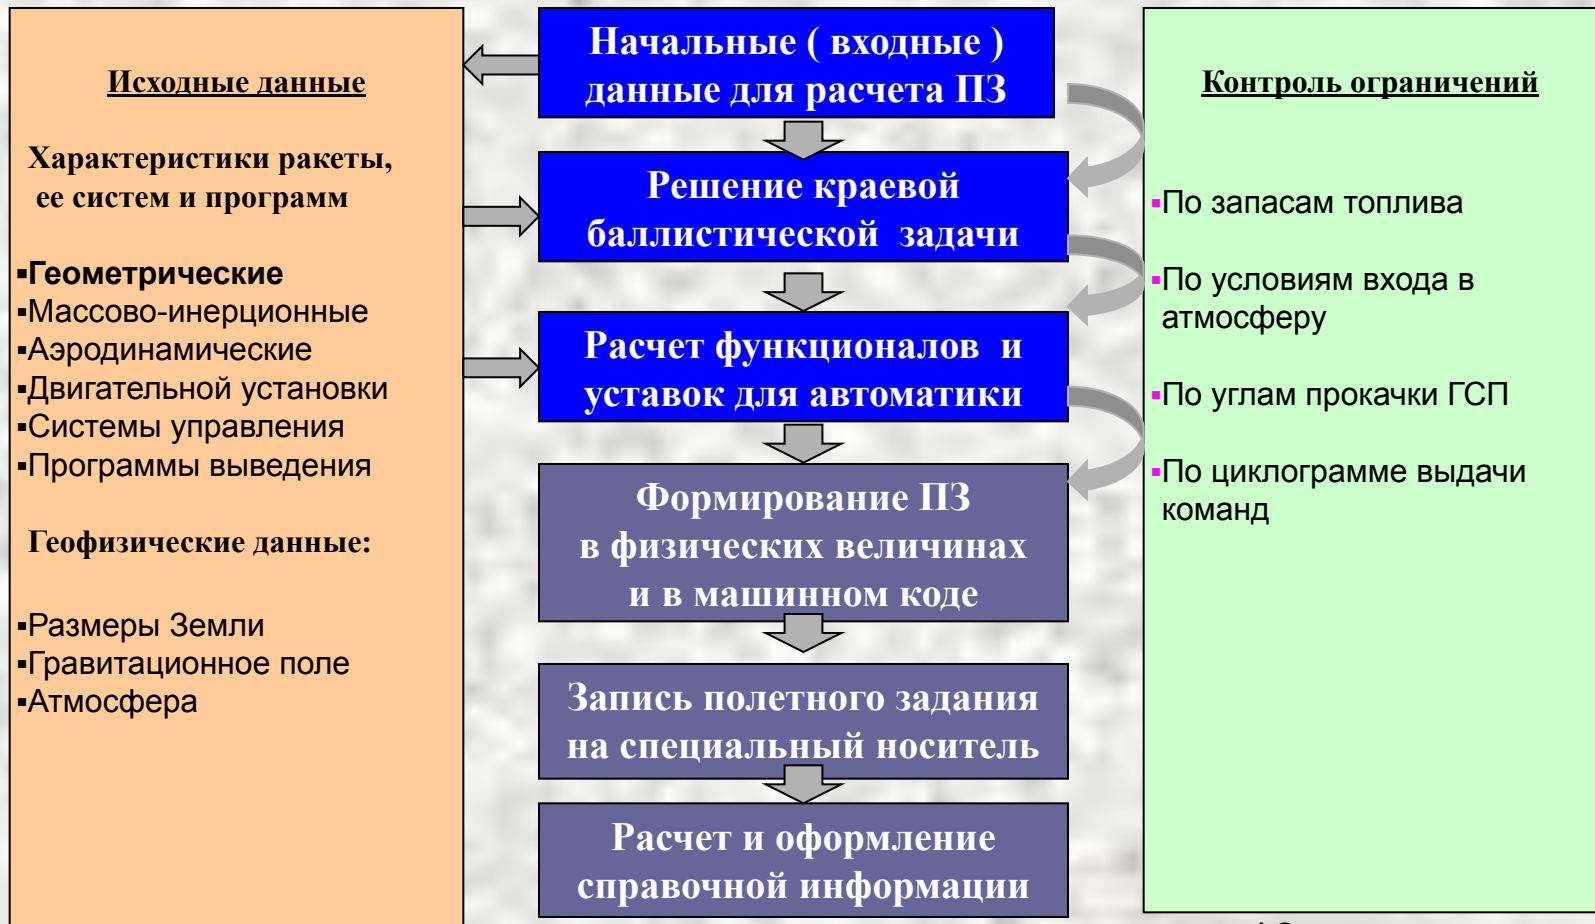 Исходные данные
Характеристики ракеты,
ее систем и программ
▪Геометрические
▪Массово-инерционные
▪Аэродинамические
▪Двигательной установки
▪Системы управления
▪Программы выведения
Геофизические данные:
▪Размеры Земли
▪Гравитационное поле
▪Атмосфера
Начальные ( входные )
данные для расчета ПЗ
Решение краевой
баллистической задачи
Расчет функционалов и
уставок для автоматики
Формирование ПЗ
в физических величинах
и в машинном коде
Запись полетного задания
на специальный носитель
Расчет и оформление
справочной информации
Контроль ограничений
▪По запасам топлива
▪По условиям входа в
атмосферу
▪По углам прокачки ГСП
▪По циклограмме выдачи
команд